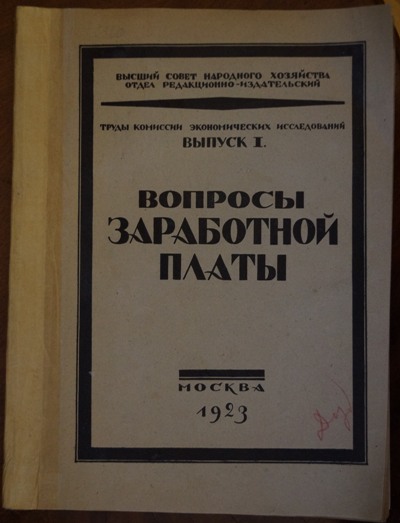 ВЫСШИЙ СОВЕТ НАРОДНОГО ХОЗЯЙСТВА
ОТДЕЛ РЕДАКЦИОННО-ИЗДАТЕЛЬСКИЙ
ТРУДЫ КОМИССИИ ЭКОНОМИЧЕСКИХ ИССЛЕДОВАНИЙ
ВЫПУСК I.
ВОПРОСЫ
ЗАРАБОТНОЙ
ПЛАТЫ
МОСКВА
1923